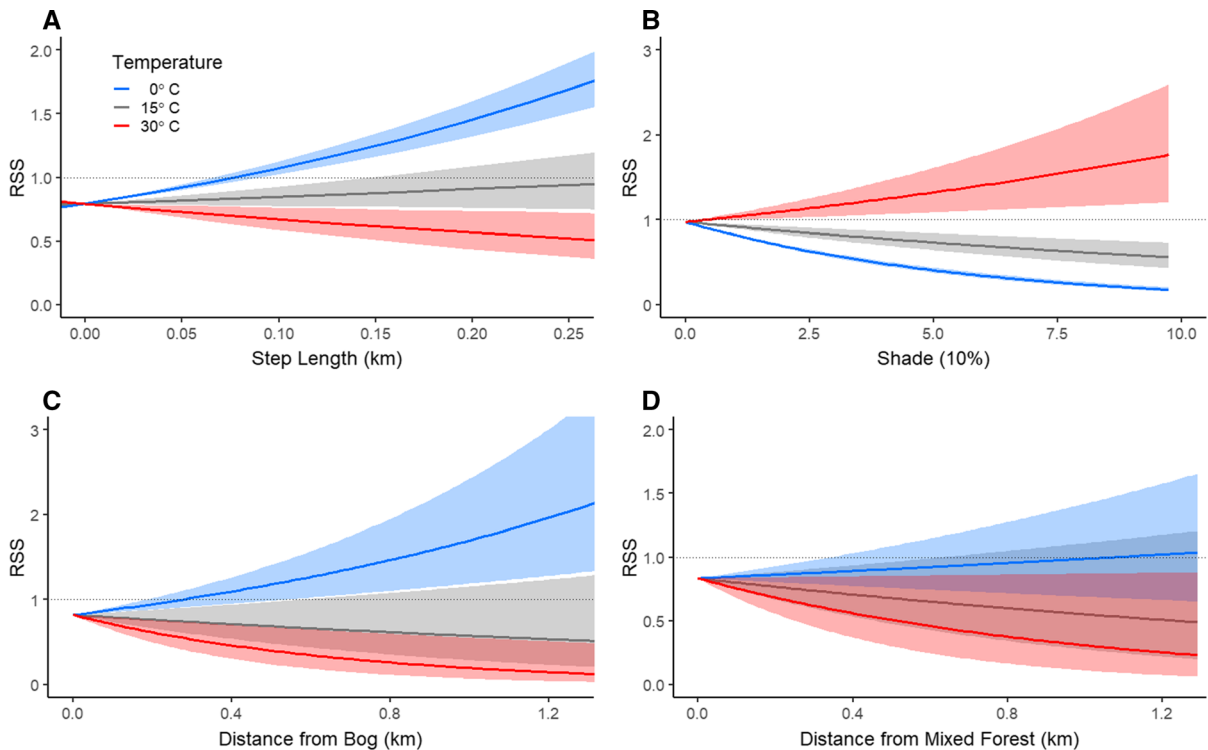 A
2.0
1.5
1.0
0.5
0.0
RSS
Temperature
0° C
15° C
30° C
0.00 0.05 0.10 0.15 0.20 0.25
Step Length (km)
B
3
2
1
0
RSS
0.0 2.5 5.0 7.5 10.0
Shade (10%)
C
3
2
1
0
RSS
0.0 0.4 0.8 1.2
Distance from Bog (km)
D
2.0
1.5
1.0
0.5
0.0
RSS
0.0 0.4 0.8 1.2
Distance from Mixed Forest (km)